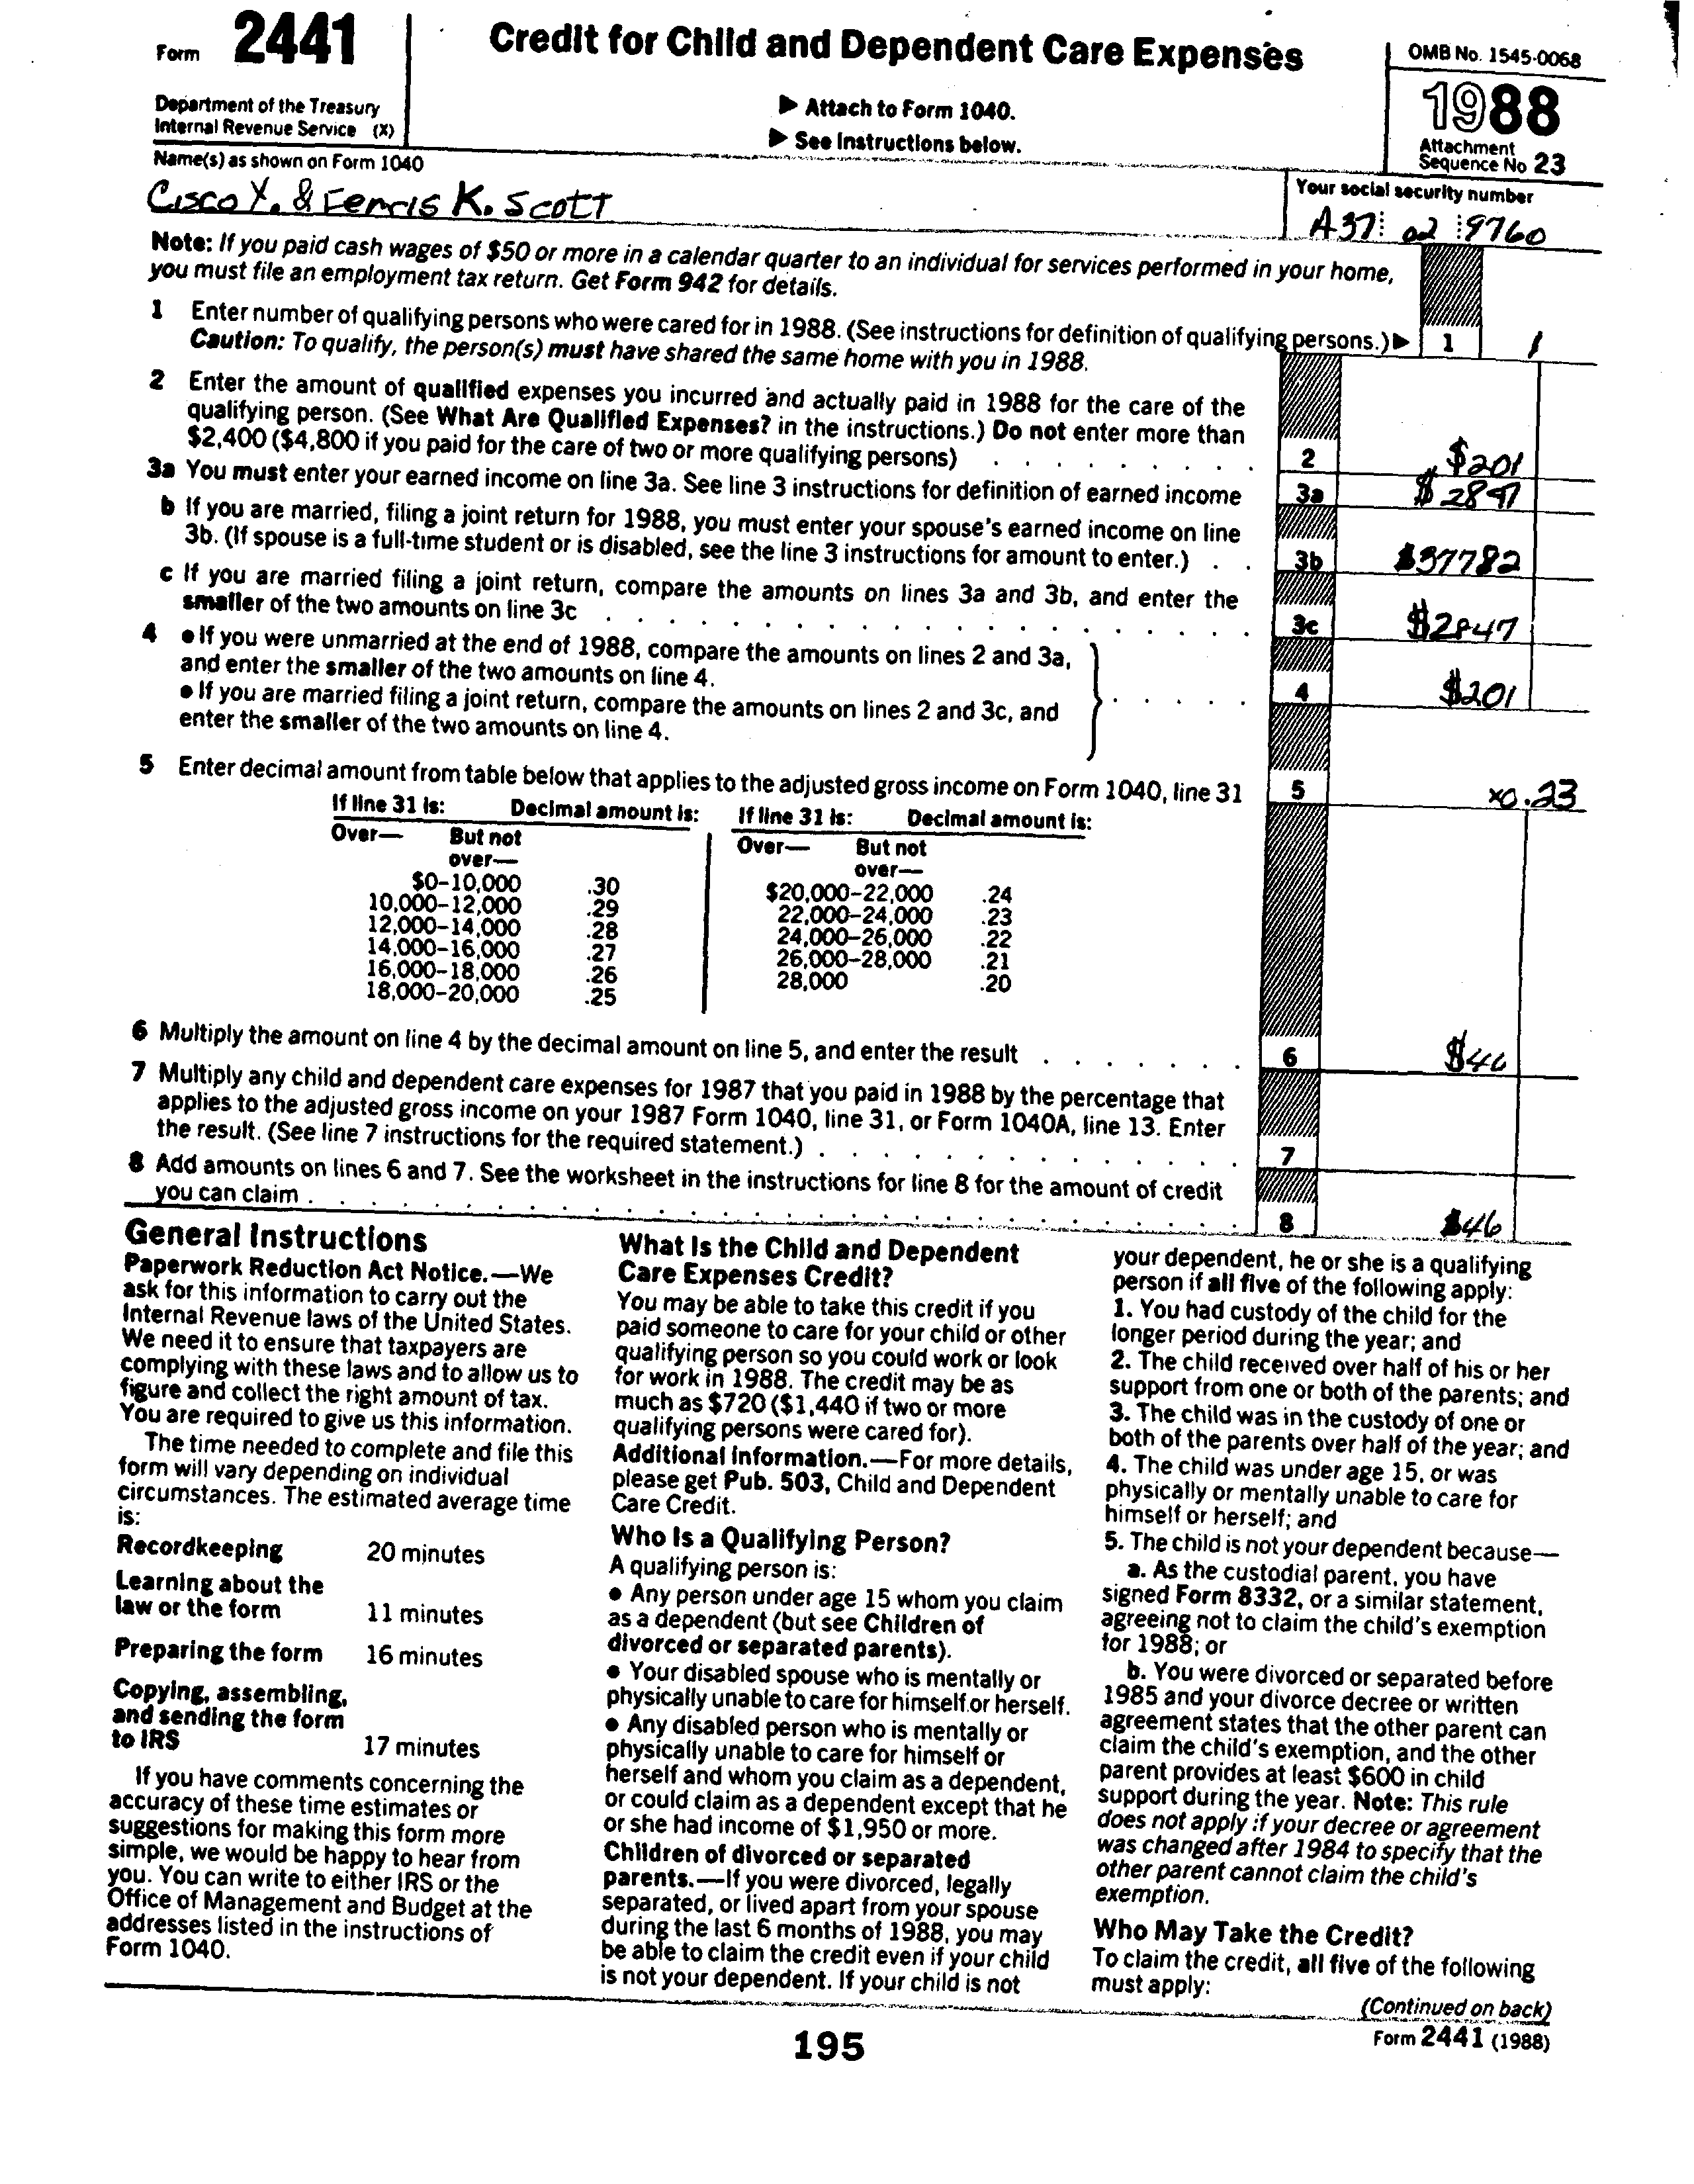 Form 2441
Credit for Child and Dependent Care Expenses
OMB No. 1545-0068
1988
Department of the Treasury
Internal Revenue Service (X)
▶ Attach to Form 1040.
▶ See Instructions below.
Attachment
Sequence No 23
Name(s) as shown on Form 1040
Your social security number
Cisco X. & Ferris K. Scott
A37 02 9760
Note: If you paid cash wages of $50 or more in a calendar quarter to an individual for services performed in your home,
you must file an employment tax return. Get Form 942 for details.
1 Enter number of qualifying persons who were cared for in 1988. (See instructions for definition of qualifying persons.) ▶ 1 1
Caution: To qualify, the person(s) must have shared the same home with you in 1988.
2 Enter the amount of qualified expenses you incurred and actually paid in 1988 for the care of the
qualifying person. (See What Are Qualified Expenses? in the instructions.) Do not enter more than
$2,400 ($4,800 if you paid for the care of two or more qualifying persons) . . . . . . . . . 2 $201
3a You must enter your earned income on line 3a. See line 3 instructions for definition of earned income 3a $2847
b If you are married, filing a joint return for 1988, you must enter your spouse's earned income on line
3b. (If spouse is a full-time student or is disabled, see the line 3 instructions for amount to enter.) . . 3b $37782
c If you are married filing a joint return, compare the amounts on lines 3a and 3b, and enter the
smaller of the two amounts on line 3c . . . . . . . . . . . . . . . . . 3c $2847
4 ● If you were unmarried at the end of 1988, compare the amounts on lines 2 and 3a,
and enter the smaller of the two amounts on line 4.
● If you are married filing a joint return, compare the amounts on lines 2 and 3c, and . . . . . 4 $201
enter the smaller of the two amounts on line 4.
5 Enter decimal amount from table below that applies to the adjusted gross income on Form 1040, line 31 5 x0.23
If line 31 is: Decimal amount is: If line 31 is: Decimal amount is:
Over— But not Over— But not
over— over—
$0–10,000 .30 $20,000–22,000 .24
10,000–12,000 .29 22,000–24,000 .23
12,000–14,000 .28 24,000–26,000 .22
14,000–16,000 .27 26,000–28,000 .21
16,000–18,000 .26 28,000 .20
18,000–20,000 .25
6 Multiply the amount on line 4 by the decimal amount on line 5, and enter the result . . . . . . . 6 $46
7 Multiply any child and dependent care expenses for 1987 that you paid in 1988 by the percentage that
applies to the adjusted gross income on your 1987 Form 1040, line 31, or Form 1040A, line 13. Enter
the result. (See line 7 instructions for the required statement.) . . . . . . . . . . . . . 7
8 Add amounts on lines 6 and 7. See the worksheet in the instructions for line 8 for the amount of credit
you can claim . . . . . . . . . . . . . . . . . . . . . . . . . 8 $46
General Instructions
Paperwork Reduction Act Notice.—We
ask for this information to carry out the
Internal Revenue laws of the United States.
We need it to ensure that taxpayers are
complying with these laws and to allow us to
figure and collect the right amount of tax.
You are required to give us this information.
The time needed to complete and file this
form will vary depending on individual
circumstances. The estimated average time
is:
Recordkeeping 20 minutes
Learning about the
law or the form 11 minutes
Preparing the form 16 minutes
Copying, assembling,
and sending the form
to IRS 17 minutes
If you have comments concerning the
accuracy of these time estimates or
suggestions for making this form more
simple, we would be happy to hear from
you. You can write to either IRS or the
Office of Management and Budget at the
addresses listed in the instructions of
Form 1040.
What Is the Child and Dependent
Care Expenses Credit?
You may be able to take this credit if you
paid someone to care for your child or other
qualifying person so you could work or look
for work in 1988. The credit may be as
much as $720 ($1,440 if two or more
qualifying persons were cared for).
Additional Information.—For more details,
please get Pub. 503, Child and Dependent
Care Credit.
Who Is a Qualifying Person?
A qualifying person is:
● Any person under age 15 whom you claim
as a dependent (but see Children of
divorced or separated parents).
● Your disabled spouse who is mentally or
physically unable to care for himself or herself.
● Any disabled person who is mentally or
physically unable to care for himself or
herself and whom you claim as a dependent,
or could claim as a dependent except that he
or she had income of $1,950 or more.
Children of divorced or separated
parents.—If you were divorced, legally
separated, or lived apart from your spouse
during the last 6 months of 1988, you may
be able to claim the credit even if your child
is not your dependent. If your child is not
your dependent, he or she is a qualifying
person if all five of the following apply:
1. You had custody of the child for the
longer period during the year; and
2. The child received over half of his or her
support from one or both of the parents; and
3. The child was in the custody of one or
both of the parents over half of the year; and
4. The child was under age 15, or was
physically or mentally unable to care for
himself or herself; and
5. The child is not your dependent because—
a. As the custodial parent, you have
signed Form 8332, or a similar statement,
agreeing not to claim the child's exemption
for 1988; or
b. You were divorced or separated before
1985 and your divorce decree or written
agreement states that the other parent can
claim the child's exemption, and the other
parent provides at least $600 in child
support during the year. Note: This rule
does not apply if your decree or agreement
was changed after 1984 to specify that the
other parent cannot claim the child's
exemption.
Who May Take the Credit?
To claim the credit, all five of the following
must apply:
(Continued on back)
195
Form 2441 (1988)